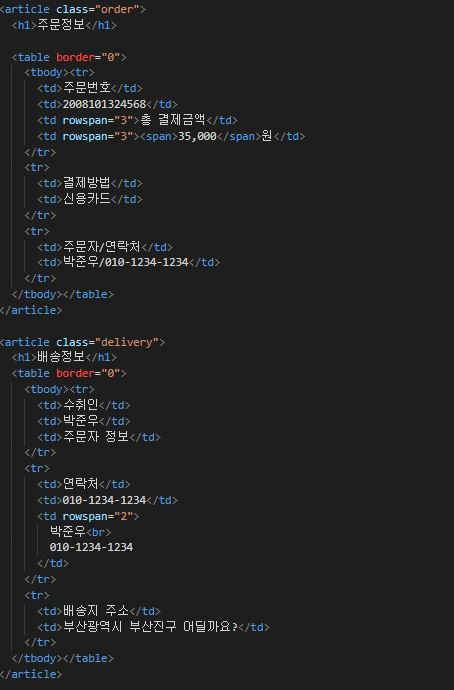 <article class="order">
<h1>주문정보</h1>
<table border="0">
<tbody><tr>
<td>주문번호</td>
<td>2008101324568</td>
<td rowspan="3">총 결제금액</td>
<td rowspan="3"><span>35,000</span>원</td>
</tr>
<tr>
<td>결제방법</td>
<td>신용카드</td>
</tr>
<tr>
<td>주문자/연락처</td>
<td>박준우/010-1234-1234</td>
</tr>
</tbody></table>
</article>
<article class="delivery">
<h1>배송정보</h1>
<table border="0">
<tbody><tr>
<td>수취인</td>
<td>박준우</td>
<td>주문자 정보</td>
</tr>
<tr>
<td>연락처</td>
<td>010-1234-1234</td>
<td rowspan="2">
박준우<br>
010-1234-1234
</td>
</tr>
<tr>
<td>배송지 주소</td>
<td>부산광역시 부산진구 어딜까요?</td>
</tr>
</tbody></table>
</article>